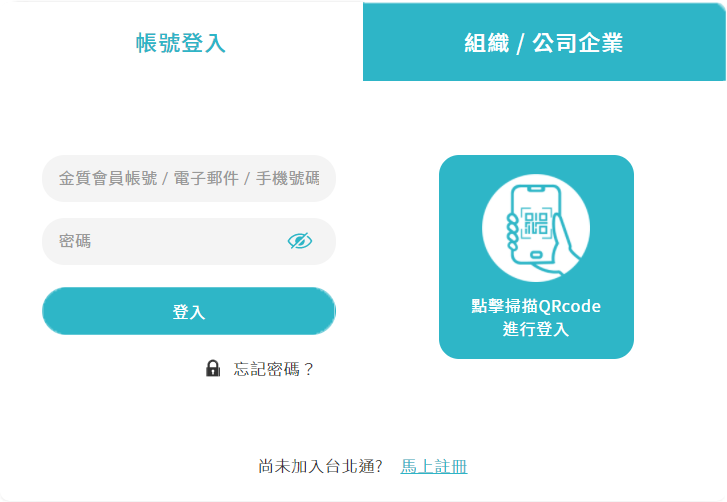 帳號登入
組織 / 公司企業
金質會員帳號 / 電子郵件 / 手機號碼
密碼
登入
忘記密碼？
點擊掃描QRcode
進行登入
尚未加入台北通? 馬上註冊